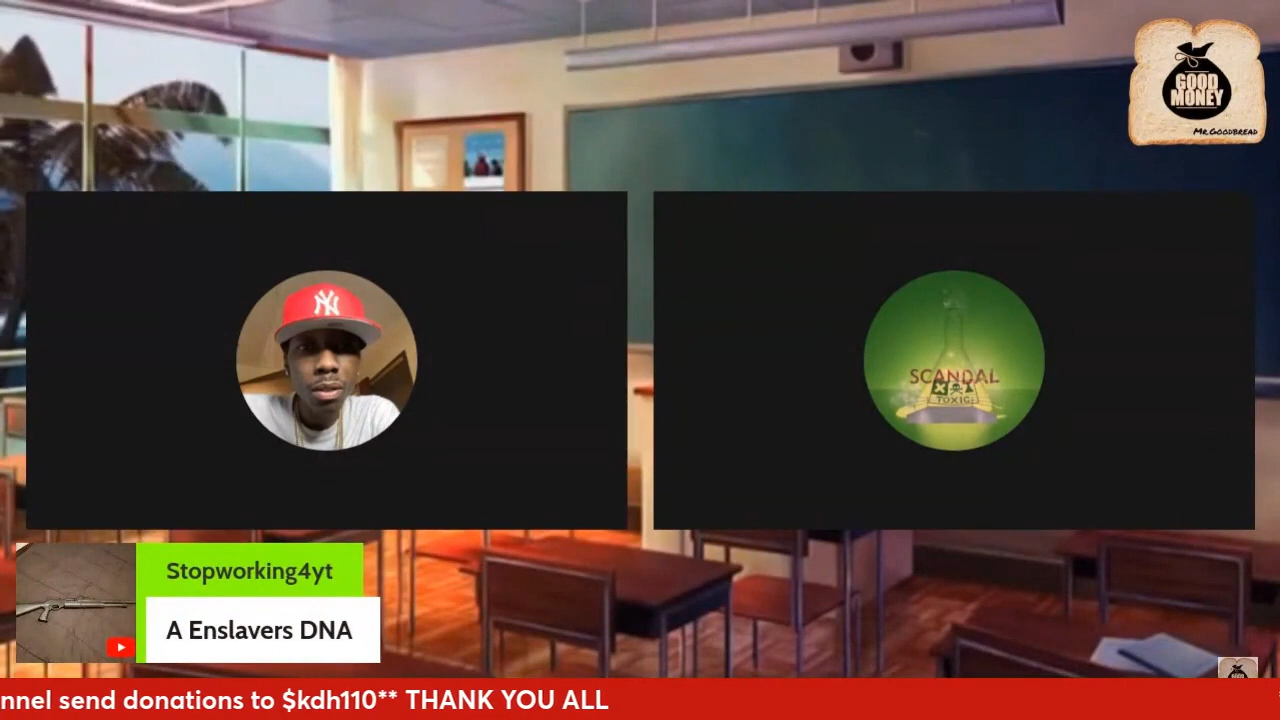 GOOD
MONEY
MR.GOODBREAD
NY
SCANDAL
TOXIC
Stopworking4yt
A Enslavers DNA
nnel send donations to $kdh110** THANK YOU ALL